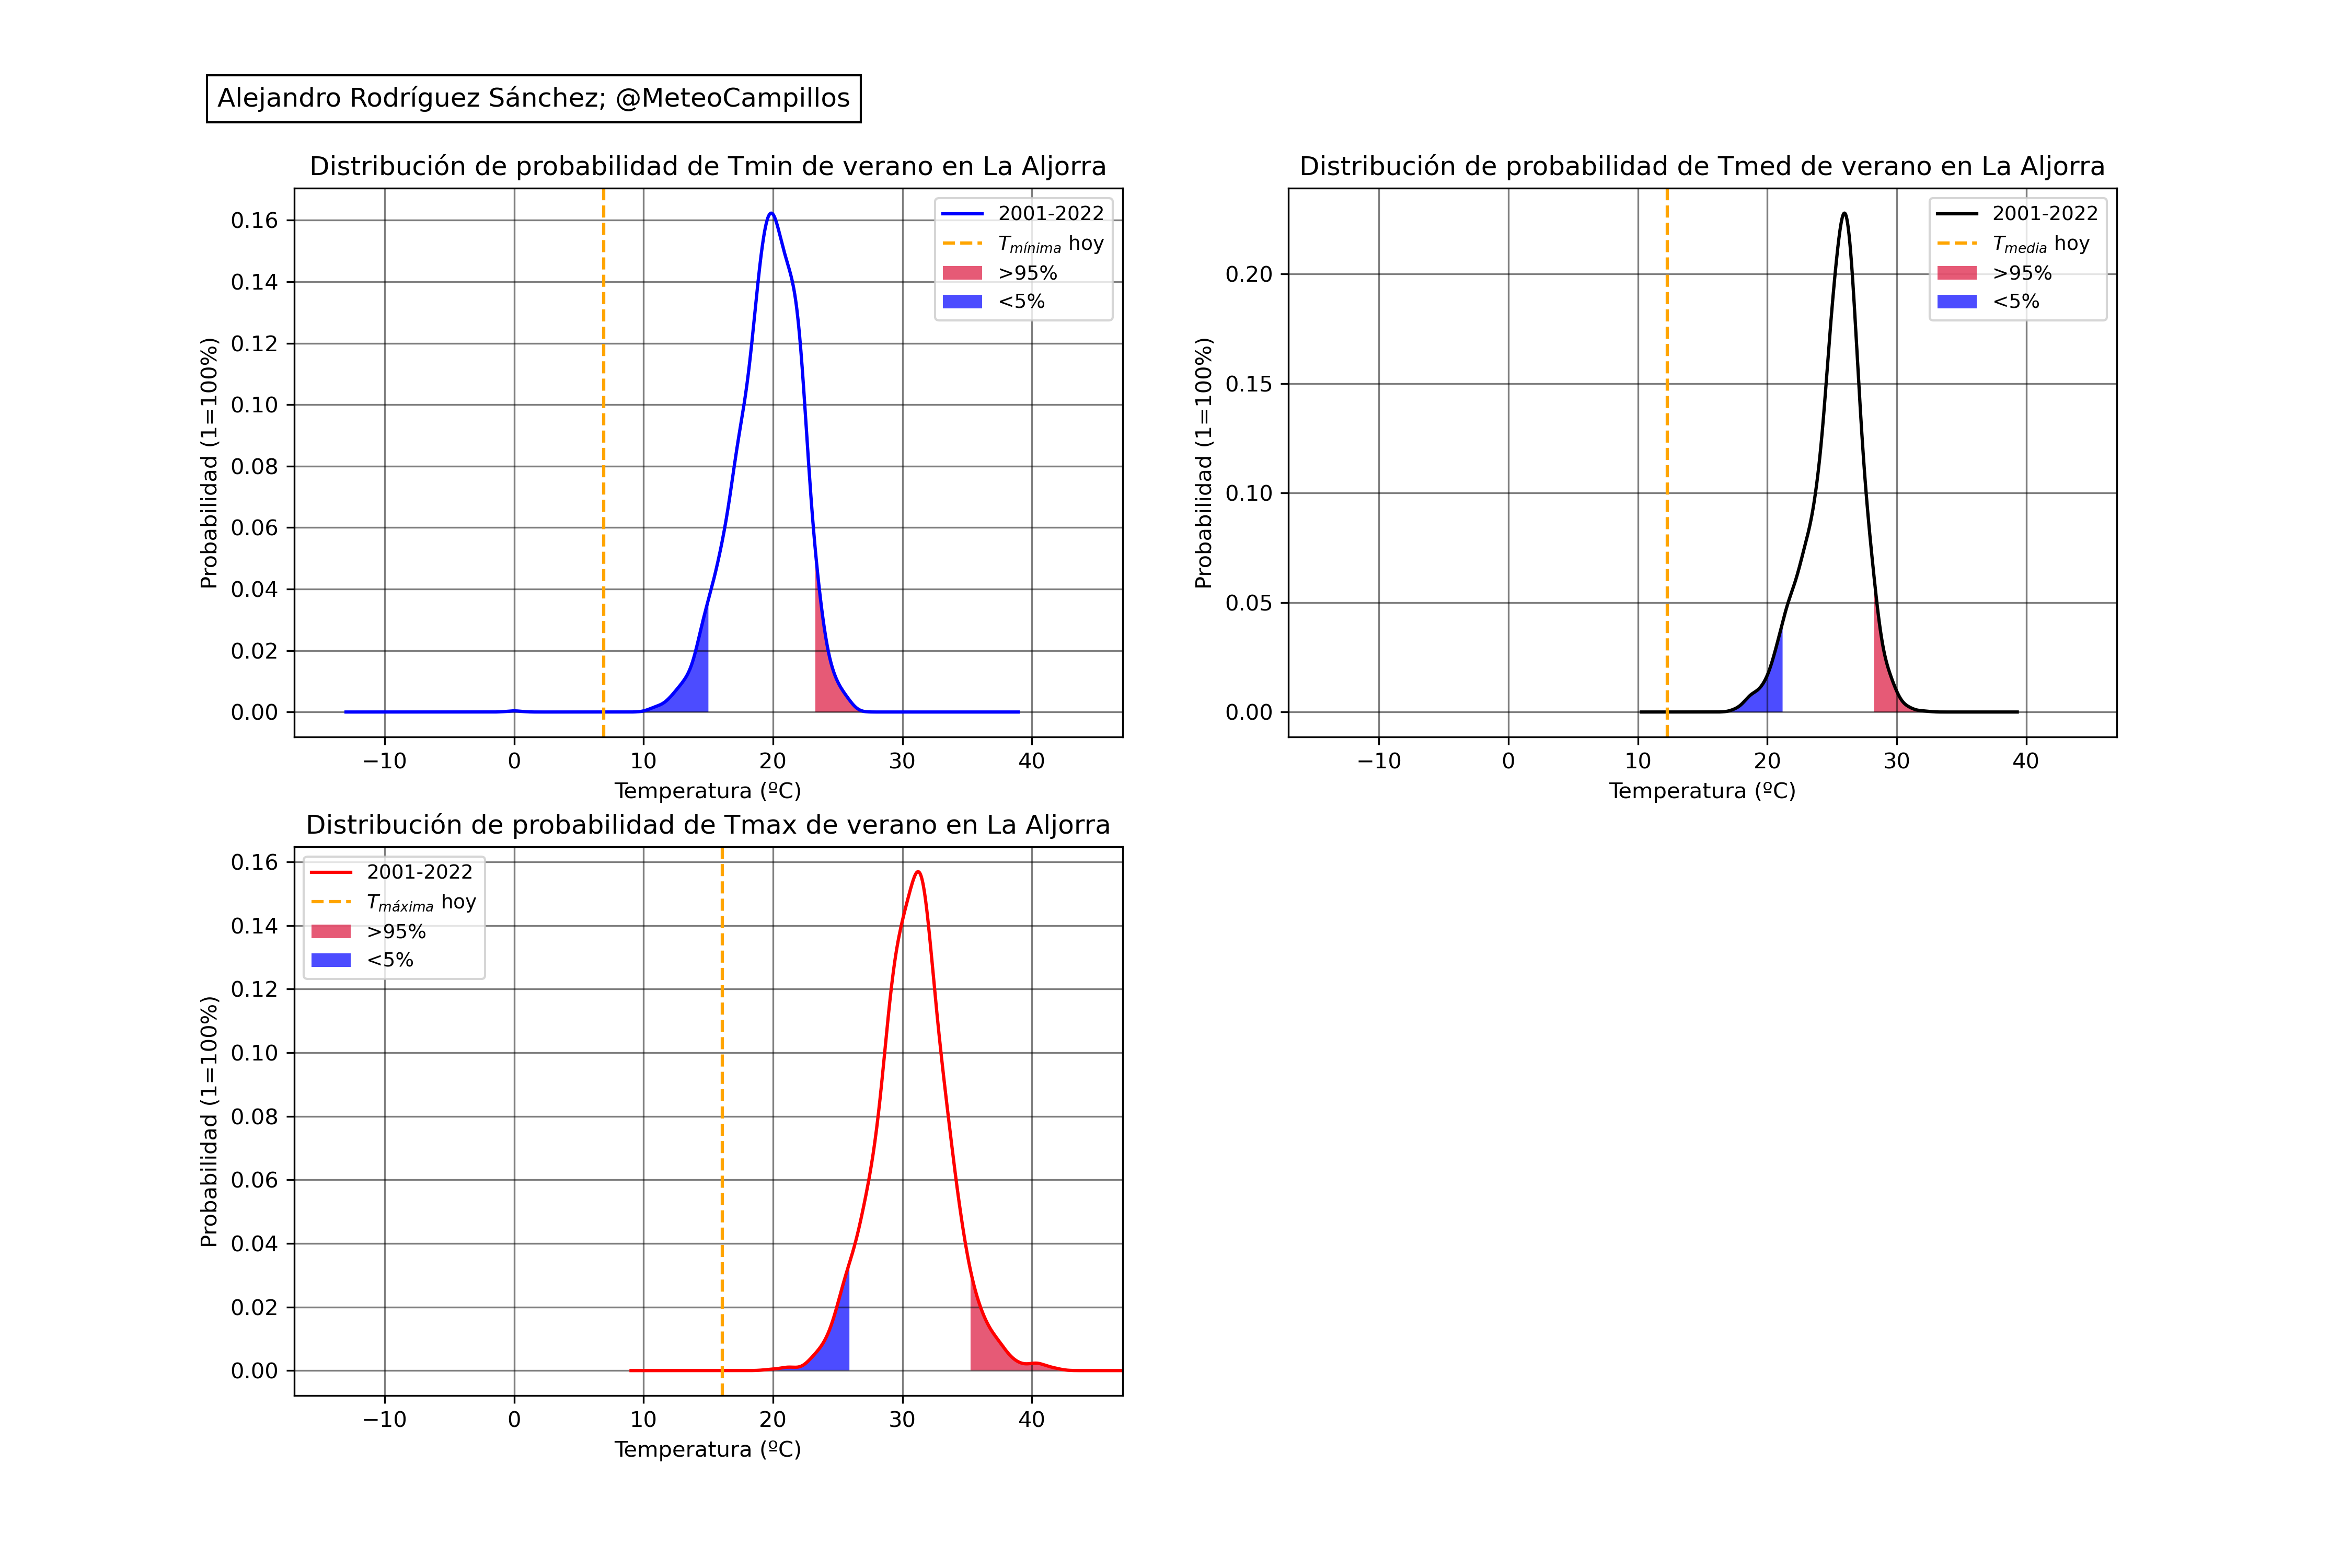 Alejandro Rodríguez Sánchez; @MeteoCampillos
Distribución de probabilidad de Tmin de verano en La Aljorra
Probabilidad (1=100%)
0.16
0.14
0.12
0.10
0.08
0.06
0.04
0.02
0.00
2001-2022
Tmínima hoy
>95%
<5%
−10 0 10 20 30 40
Temperatura (ºC)
Distribución de probabilidad de Tmed de verano en La Aljorra
Probabilidad (1=100%)
0.20
0.15
0.10
0.05
0.00
2001-2022
Tmedia hoy
>95%
<5%
−10 0 10 20 30 40
Temperatura (ºC)
Distribución de probabilidad de Tmax de verano en La Aljorra
Probabilidad (1=100%)
0.16
0.14
0.12
0.10
0.08
0.06
0.04
0.02
0.00
2001-2022
Tmáxima hoy
>95%
<5%
−10 0 10 20 30 40
Temperatura (ºC)